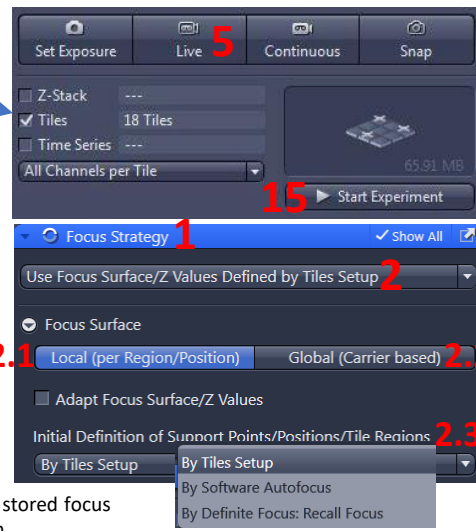 Set Exposure Live 5 Continuous Snap
Z-Stack ---
Tiles 18 Tiles
Time Series ---
All Channels per Tile
65.91 MB
15 Start Experiment
Focus Strategy 1 Show All
Use Focus Surface/Z Values Defined by Tiles Setup 2
Focus Surface
2.1 Local (per Region/Position) Global (Carrier based) 2.
Adapt Focus Surface/Z Values
Initial Definition of Support Points/Positions/Tile Regions 2.3
By Tiles Setup By Tiles Setup
By Software Autofocus
stored focus By Definite Focus: Recall Focus